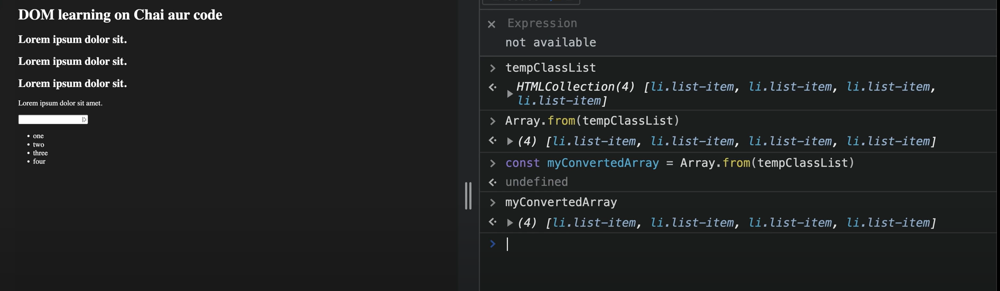 DOM learning on Chai aur code
Lorem ipsum dolor sit.
Lorem ipsum dolor sit.
Lorem ipsum dolor sit.
Lorem ipsum dolor sit amet.
• one
• two
• three
• four
× Expression
not available
> tempClassList
HTMLCollection(4) [li.list-item, li.list-item, li.list-item,
li.list-item]
> Array.from(tempClassList)
(4) [li.list-item, li.list-item, li.list-item, li.list-item]
> const myConvertedArray = Array.from(tempClassList)
undefined
> myConvertedArray
(4) [li.list-item, li.list-item, li.list-item, li.list-item]
>